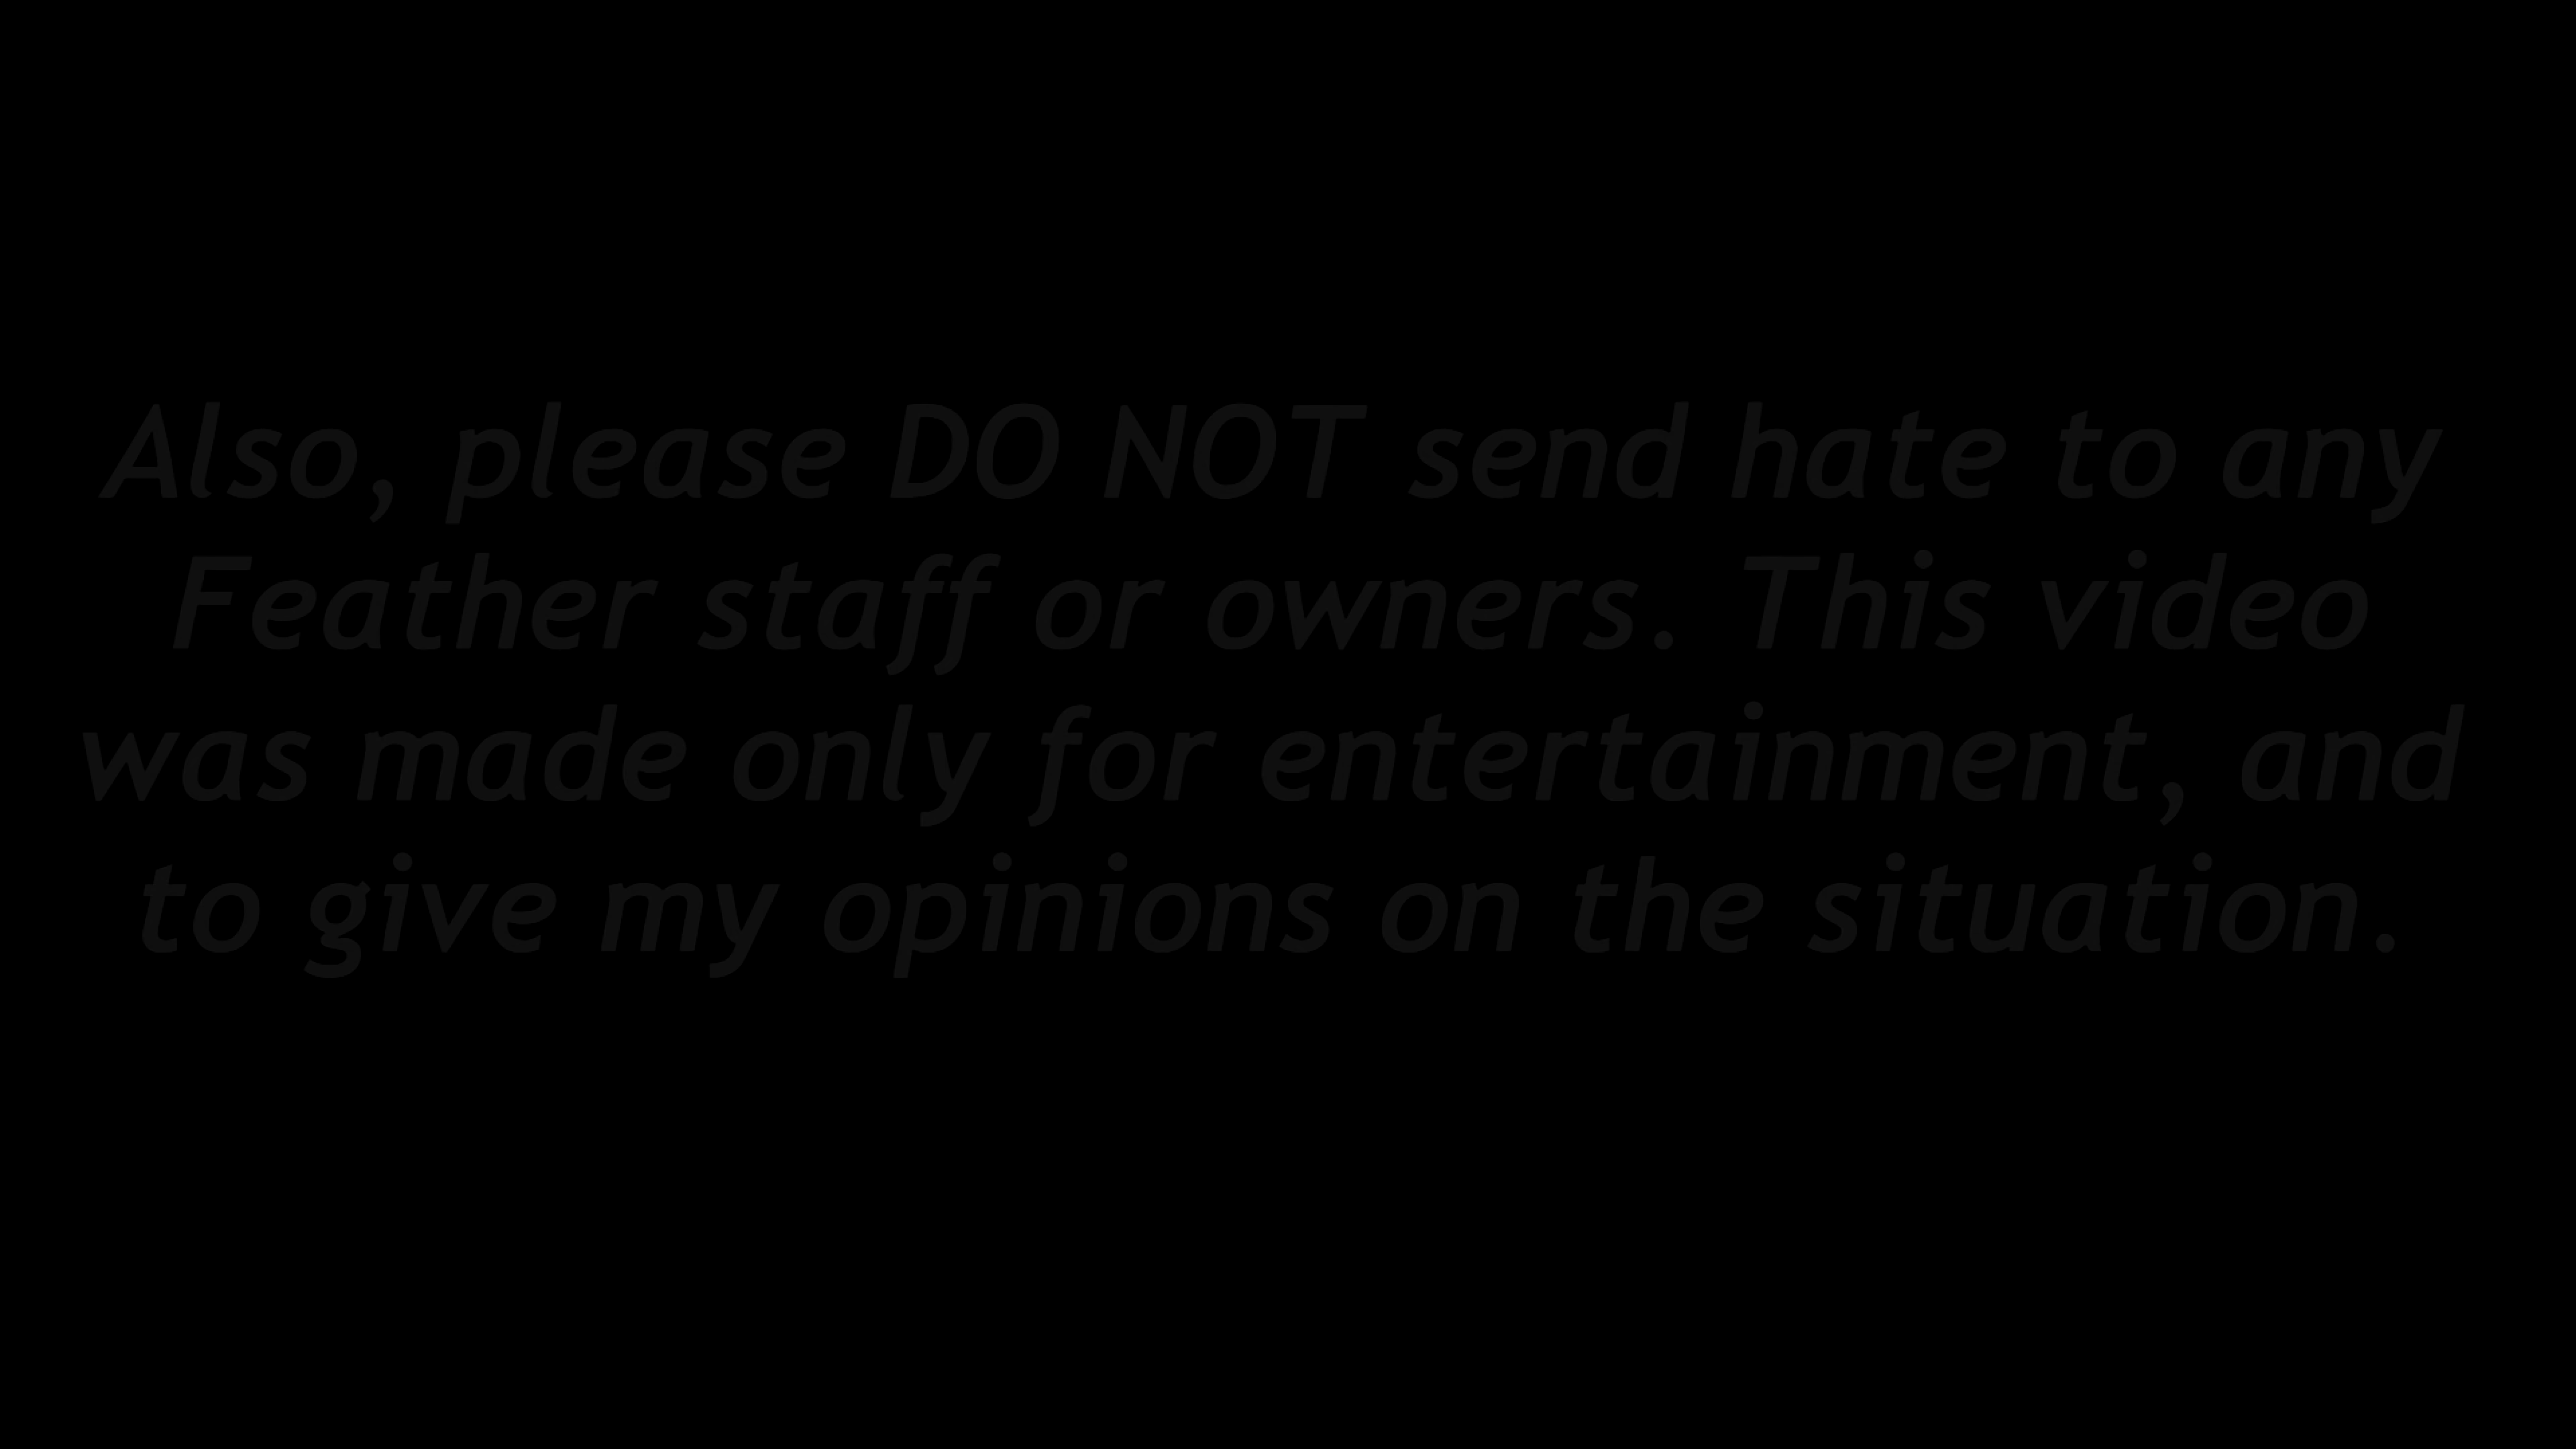 Also, please DO NOT send hate to any
Feather staff or owners. This video
was made only for entertainment, and
to give my opinions on the situation.